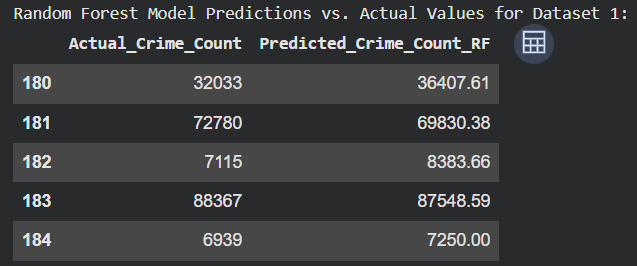 Random Forest Model Predictions vs. Actual Values for Dataset 1:
Actual_Crime_Count Predicted_Crime_Count_RF
180 32033 36407.61
181 72780 69830.38
182 7115 8383.66
183 88367 87548.59
184 6939 7250.00